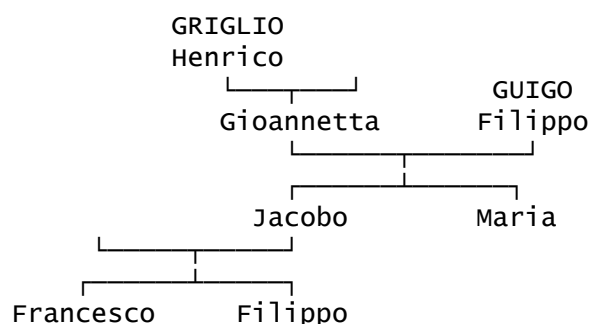 GRIGLIO
Henrico
GUIGO
Gioannetta Filippo
Jacobo Maria
Francesco Filippo